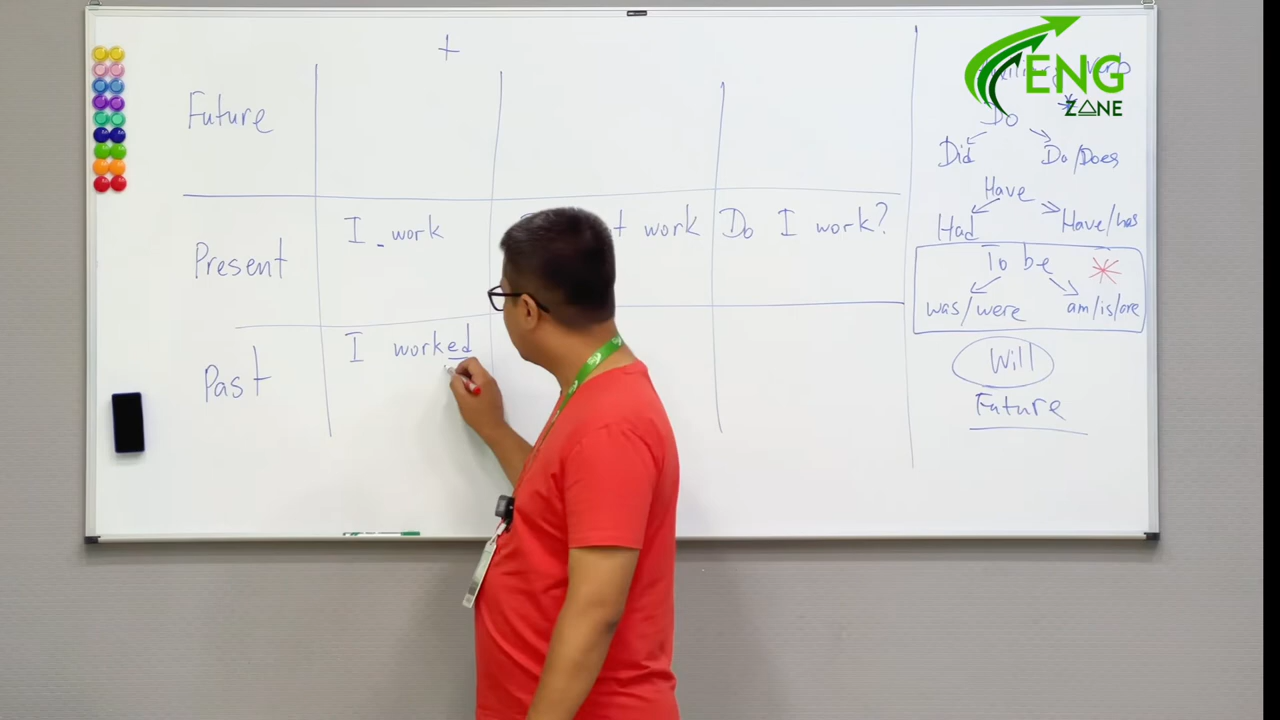 +
Future
Present
I work
t work
Do I work?
Past
I worked
verb
Do
Did
Do/Does
Have
Had
Have/has
To be
was/were
am/is/are
Will
Future
ENG
ZONE